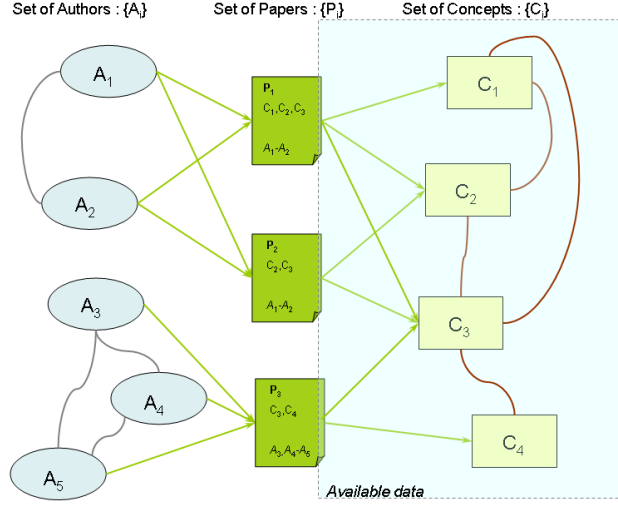 Set of Authors : {Ai}
Set of Papers : {Pi}
Set of Concepts : {Ci}
A1
A2
A3
A4
A5
P1
C1,C2,C3
A1-A2
P2
C2,C3
A1-A2
P3
C3,C4
A3,A4-A5
C1
C2
C3
C4
Available data